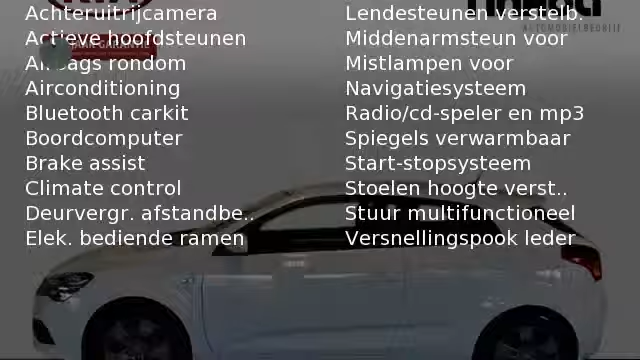 Achteruitrijcamera
Actieve hoofdsteunen
Airbags rondom
Airconditioning
Bluetooth carkit
Boordcomputer
Brake assist
Climate control
Deurvergr. afstandbe..
Elek. bediende ramen
Lendesteunen verstelb.
Middenarmsteun voor
Mistlampen voor
Navigatiesysteem
Radio/cd-speler en mp3
Spiegels verwarmbaar
Start-stopsysteem
Stoelen hoogte verst..
Stuur multifunctioneel
Versnellingspook leder
AUTOMOBIELBEDRIJF